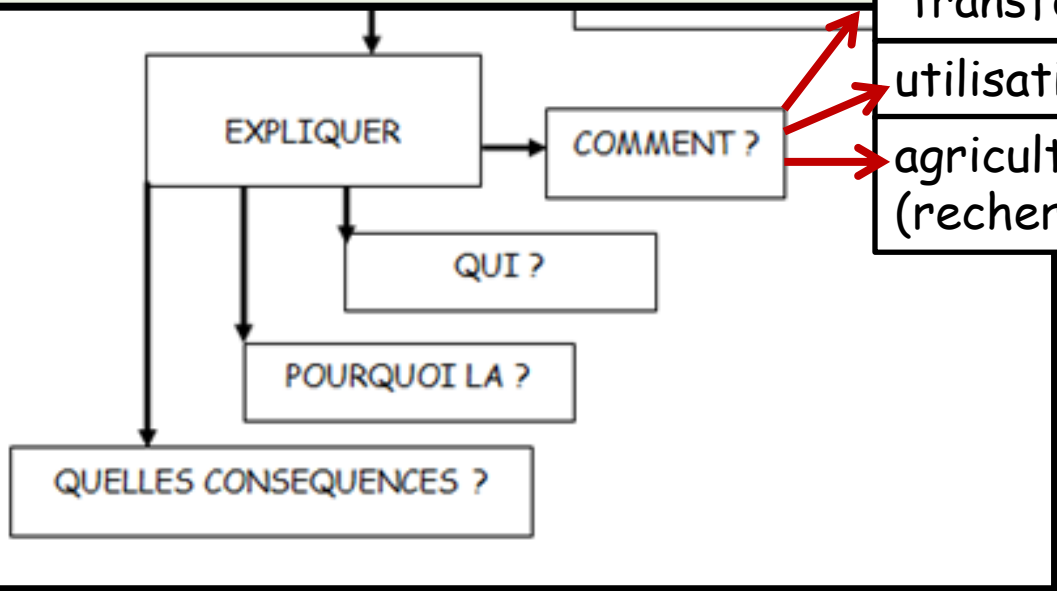 EXPLIQUER
COMMENT ?
QUI ?
POURQUOI LA ?
QUELLES CONSEQUENCES ?